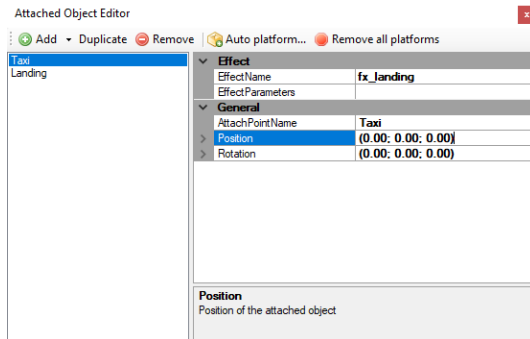 Attached Object Editor
x
Add Duplicate Remove Auto platform... Remove all platforms
Taxi
Landing
Effect
EffectName fx_landing
EffectParameters
General
AttachPointName Taxi
Position (0.00; 0.00; 0.00)
Rotation (0.00; 0.00; 0.00)
Position
Position of the attached object